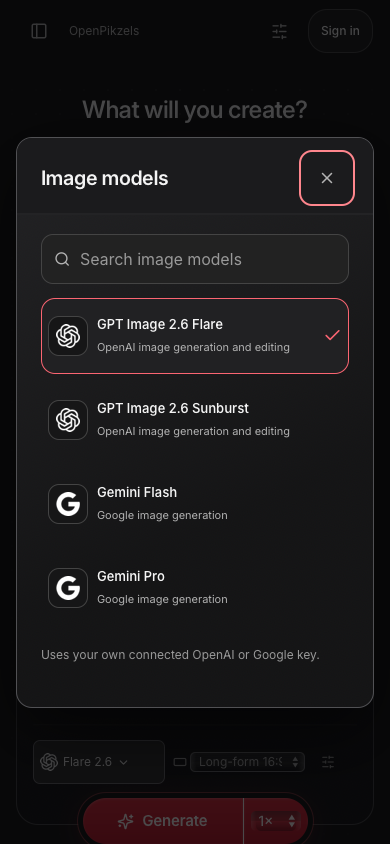 OpenPikzels
Sign in
What will you create?
Image models
Search image models
GPT Image 2.6 Flare
OpenAI image generation and editing
GPT Image 2.6 Sunburst
OpenAI image generation and editing
Gemini Flash
Google image generation
Gemini Pro
Google image generation
Uses your own connected OpenAI or Google key.
Flare 2.6
Long-form 16:9
Generate
1×